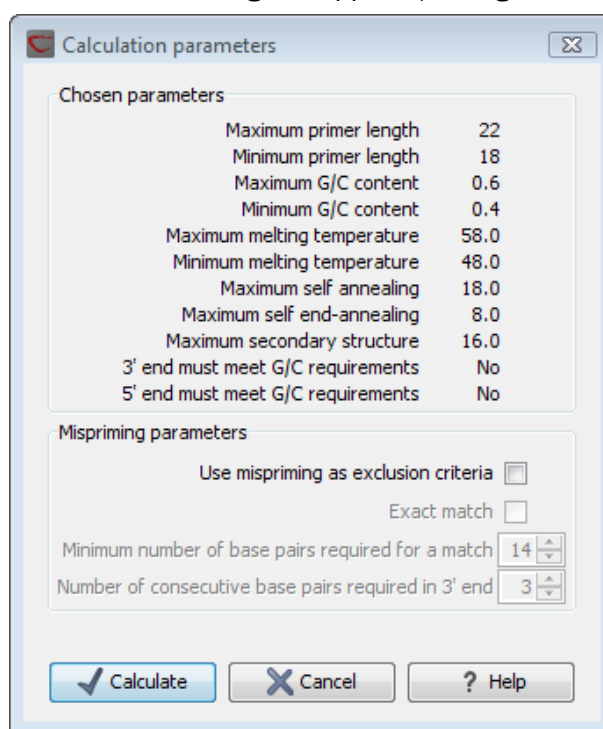 Calculation parameters
Chosen parameters
Maximum primer length 22
Minimum primer length 18
Maximum G/C content 0.6
Minimum G/C content 0.4
Maximum melting temperature 58.0
Minimum melting temperature 48.0
Maximum self annealing 18.0
Maximum self end-annealing 8.0
Maximum secondary structure 16.0
3' end must meet G/C requirements No
5' end must meet G/C requirements No
Mispriming parameters
Use mispriming as exclusion criteria
Exact match
Minimum number of base pairs required for a match 14
Number of consecutive base pairs required in 3' end 3
Calculate Cancel ? Help